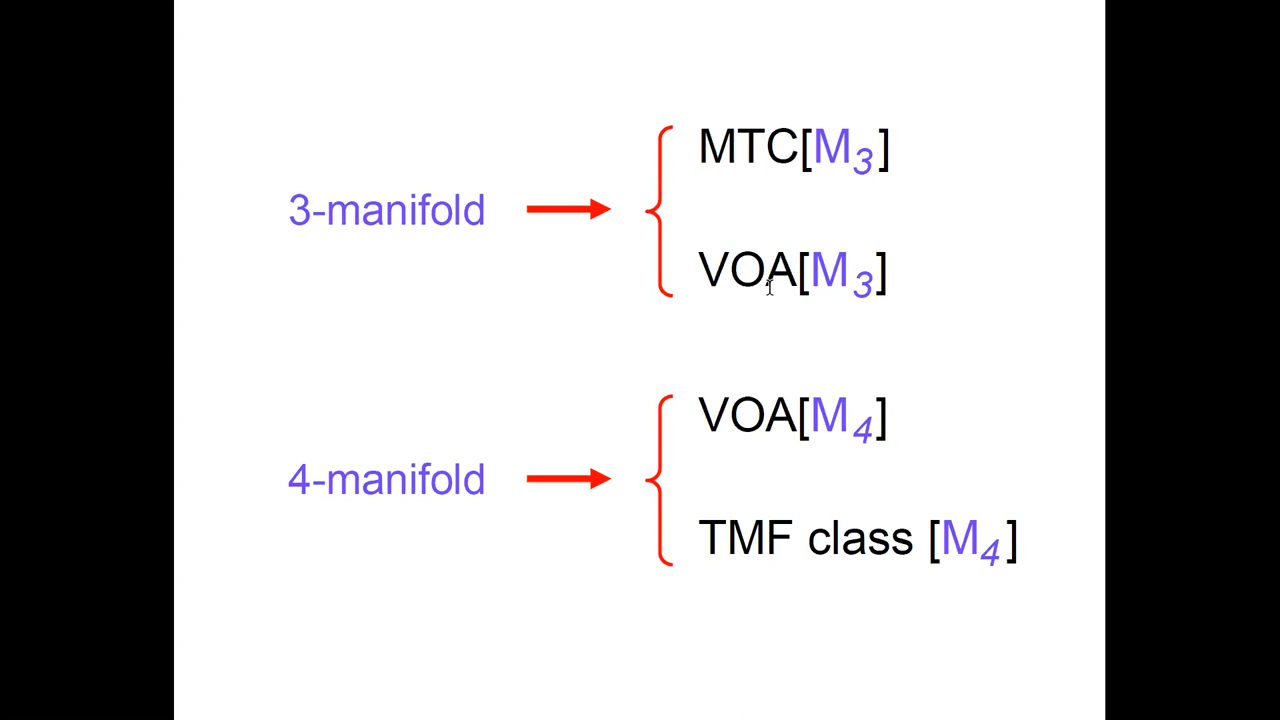 MTC[M3]
3-manifold
VOA[M3]
VOA[M4]
4-manifold
TMF class [M4]